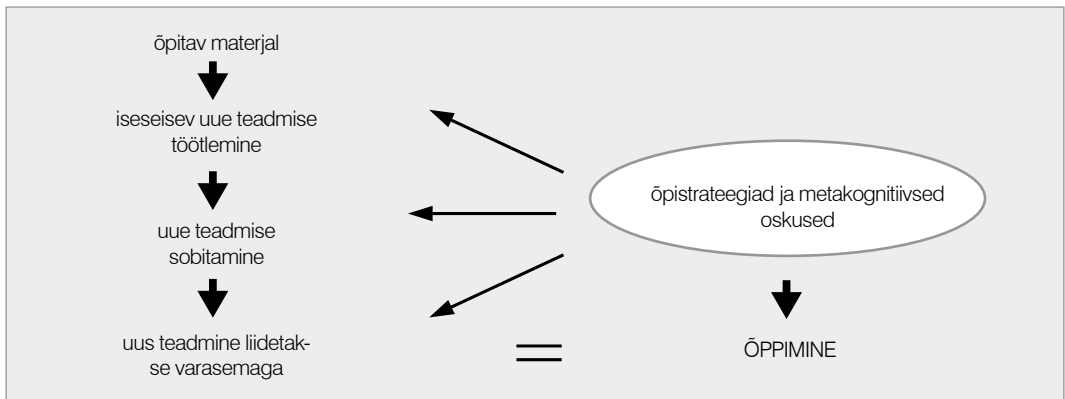 õpitav materjal
iseseisev uue teadmise
töötlemine
uue teadmise
sobitamine
uus teadmine liidetak-
se varasemaga
õpistrateegiad ja metakognitiivsed
oskused
=
ÕPPIMINE